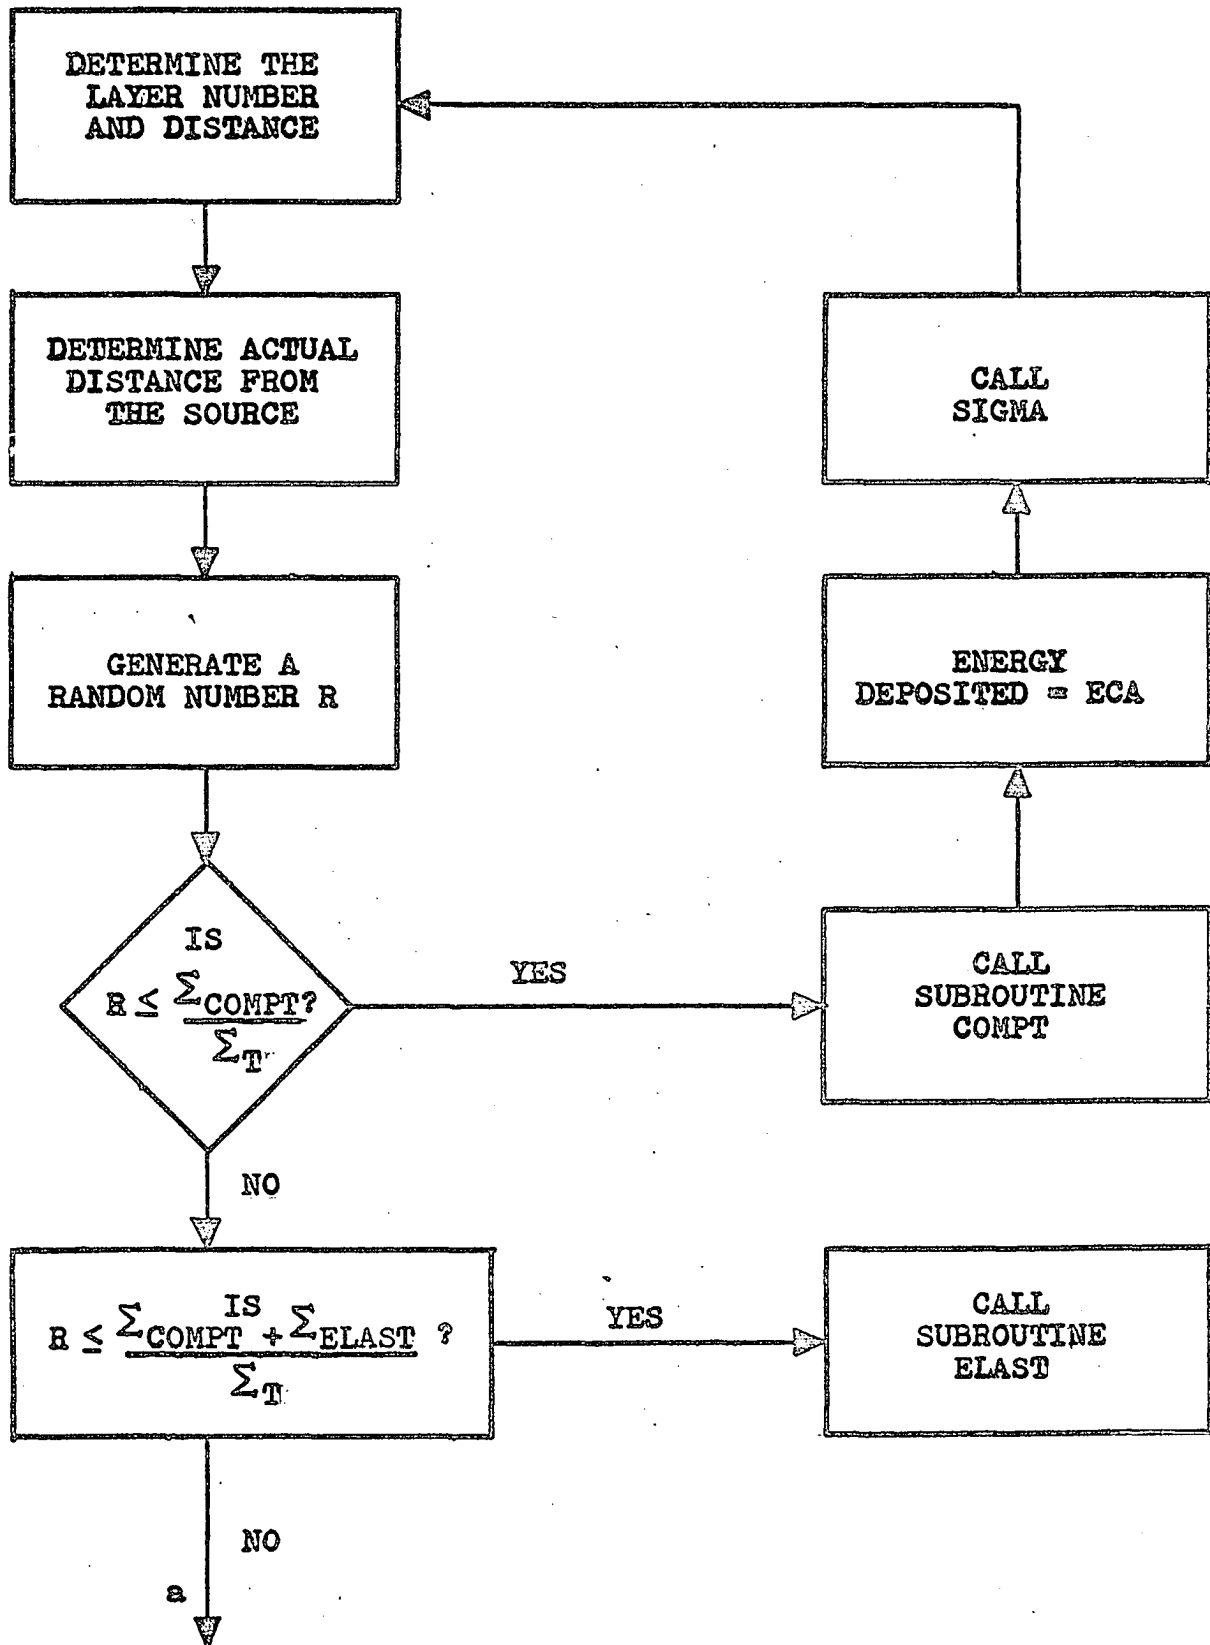 DETERMINE THE
LAYER NUMBER
AND DISTANCE
DETERMINE ACTUAL
DISTANCE FROM
THE SOURCE
CALL
SIGMA
GENERATE A
RANDOM NUMBER R
ENERGY
DEPOSITED = ECA
IS
R ≤ Σ_COMPT?
Σ_T
YES
CALL
SUBROUTINE
COMPT
NO
IS
R ≤ Σ_COMPT + Σ_ELAST ?
Σ_T
YES
CALL
SUBROUTINE
ELAST
NO
a